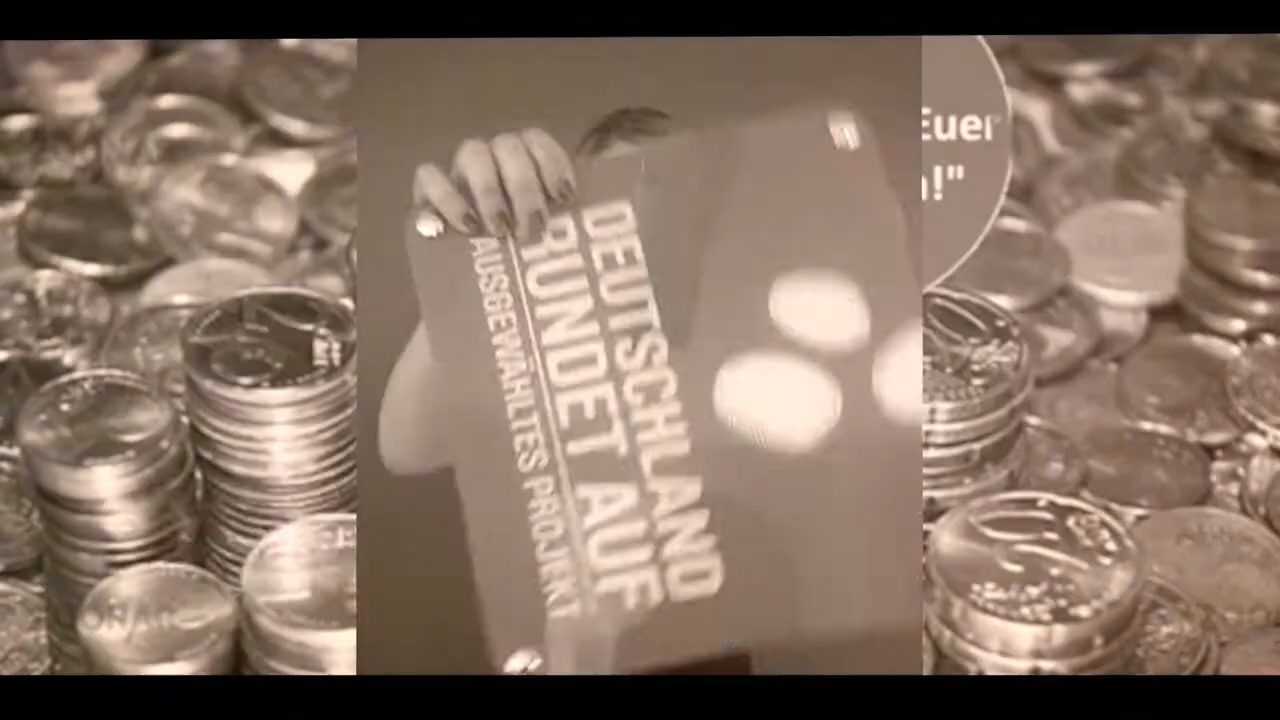 DEUTSCHLAND
RUNDET AUF
AUSGEWÄHLTES PROJEKT
Euer
!"